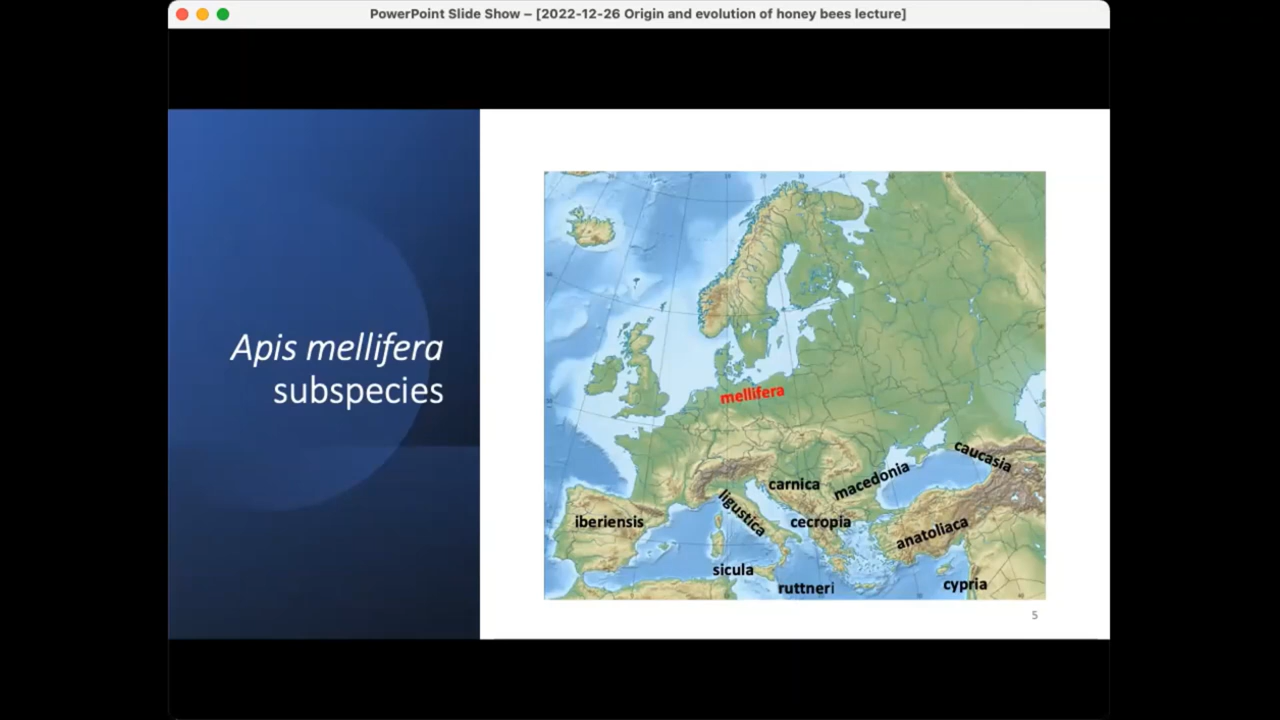 PowerPoint Slide Show – [2022-12-26 Origin and evolution of honey bees lecture]
Apis mellifera
subspecies
mellifera
caucasia
carnica
macedonia
ligustica
iberiensis
cecropia
anatoliaca
sicula
ruttneri
cypria
5